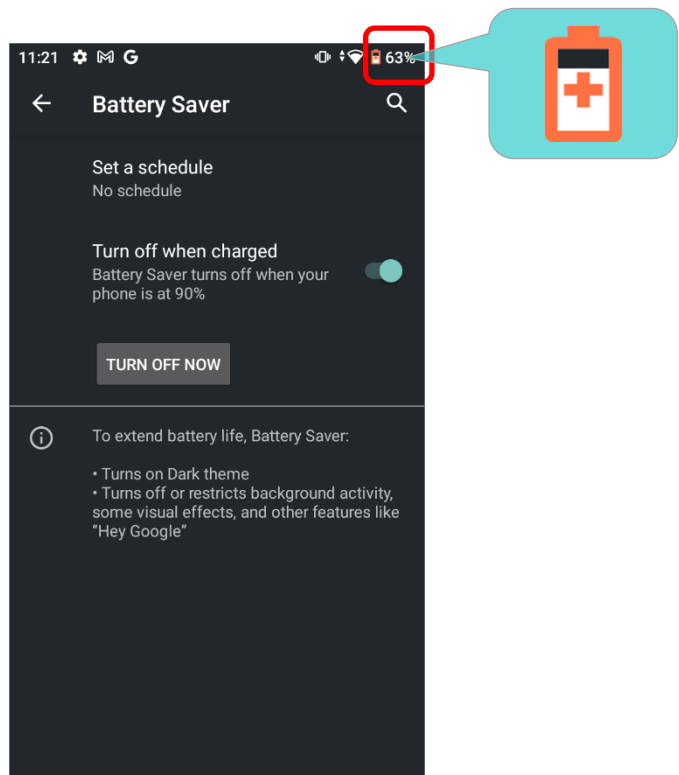 11:21 G 63%
Battery Saver
Set a schedule
No schedule
Turn off when charged
Battery Saver turns off when your
phone is at 90%
TURN OFF NOW
To extend battery life, Battery Saver:
• Turns on Dark theme
• Turns off or restricts background activity,
some visual effects, and other features like
“Hey Google”